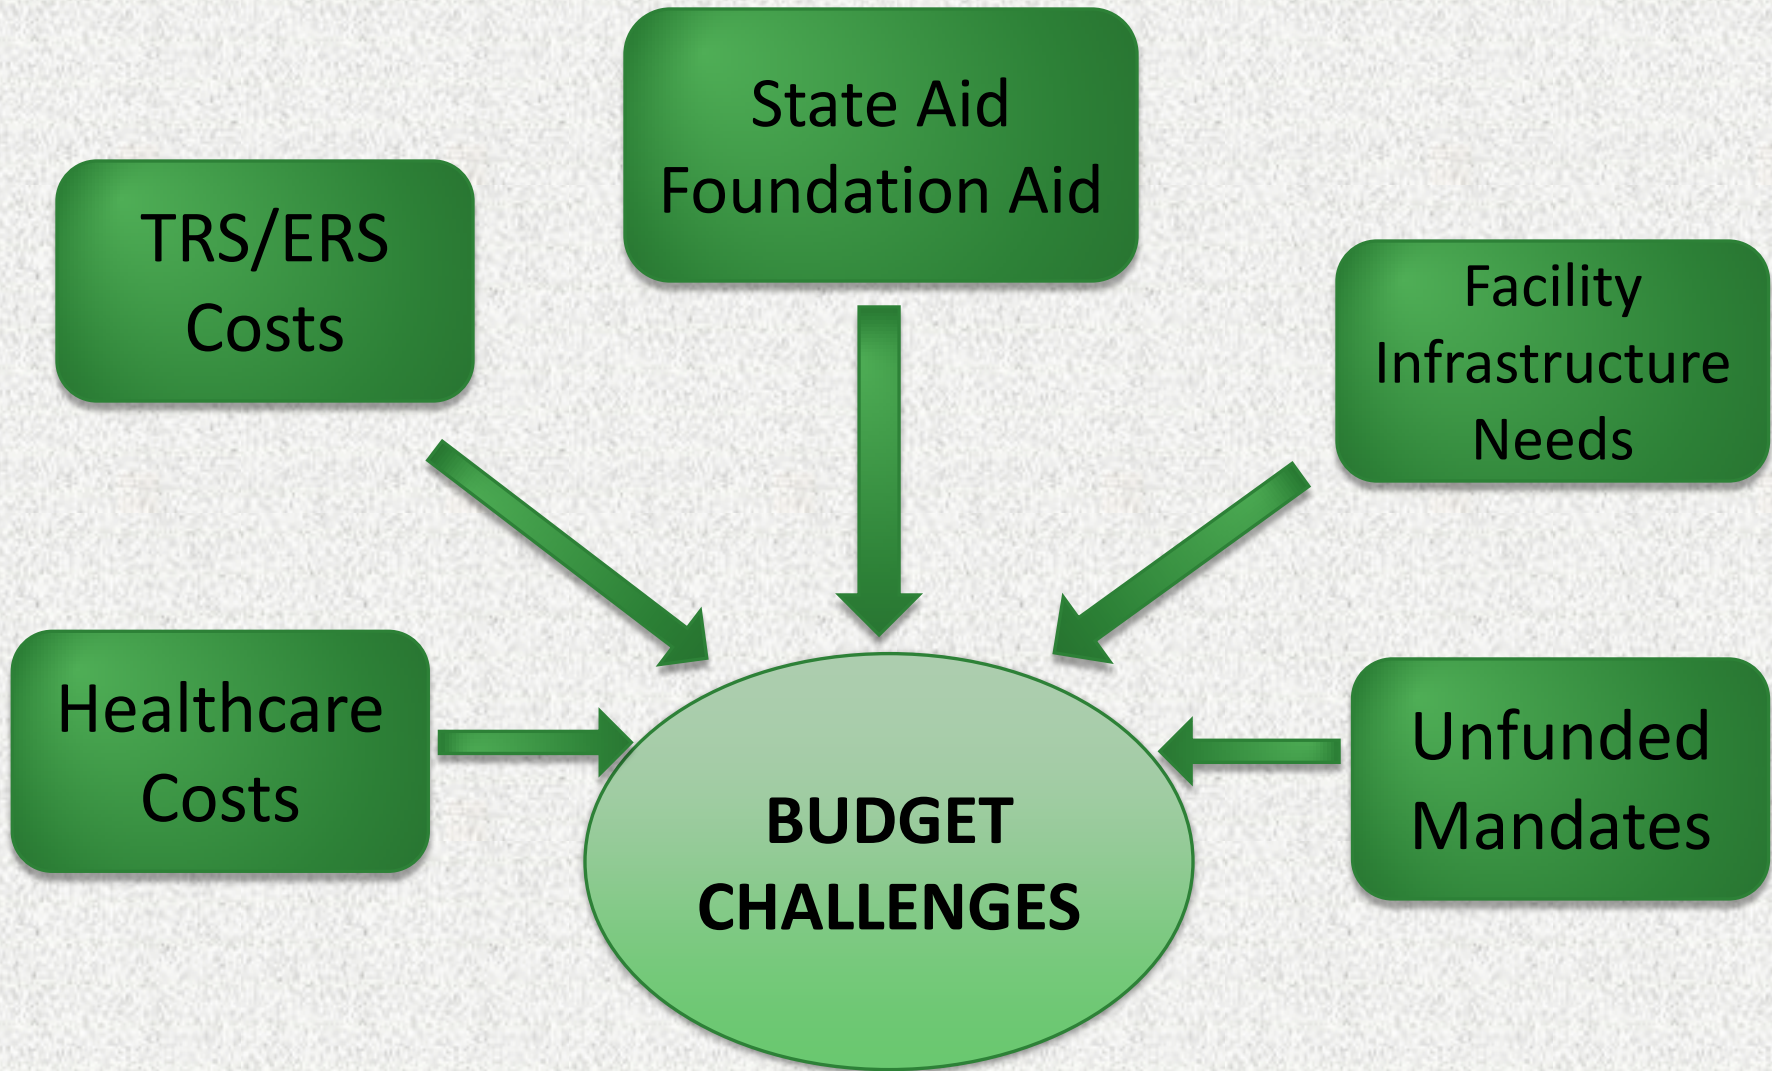 State Aid
Foundation Aid
TRS/ERS
Costs
Facility
Infrastructure
Needs
Healthcare
Costs
Unfunded
Mandates
BUDGET
CHALLENGES